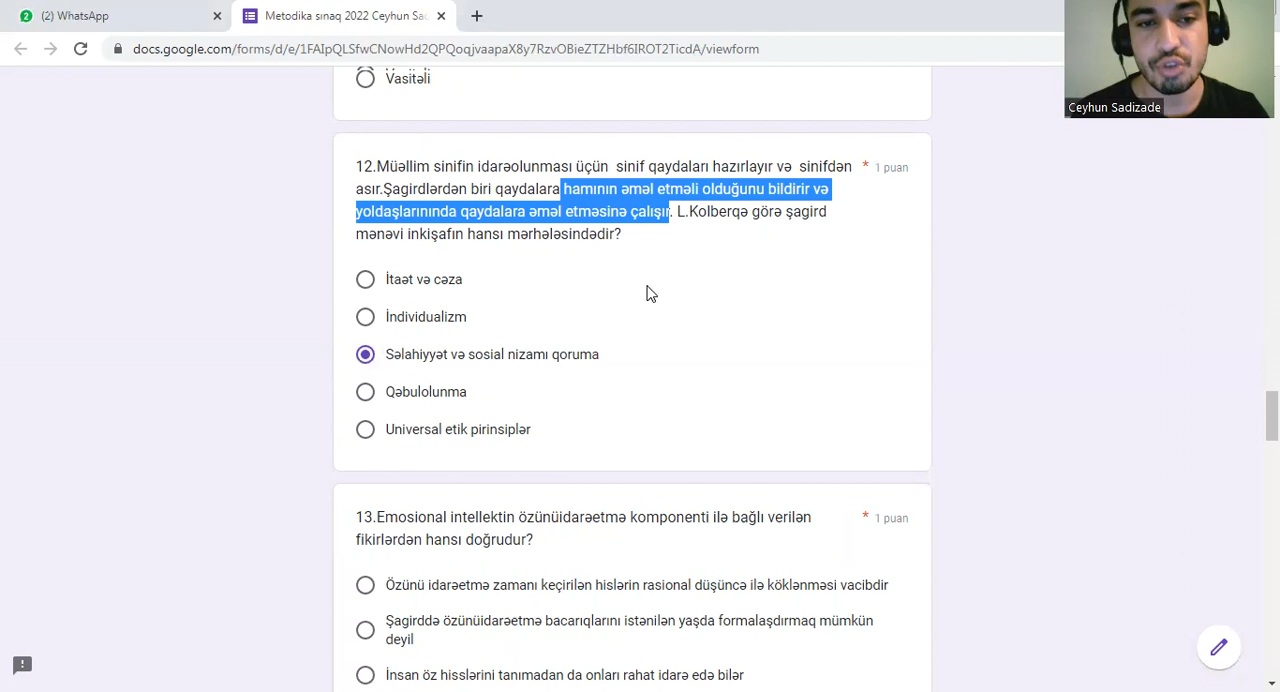 (2) WhatsApp
Metodika sınaq 2022 Ceyhun Sac
docs.google.com/forms/d/e/1FAIpQLSfwCNowHd2QPQoqjvaapaX8y7RzvOBieZTZHbf6IROT2TicdA/viewform
Ceyhun Sadizade
Vasitəli
12.Müəllim sinifin idarəolunması üçün sinif qaydaları hazırlayır və sinifdən
asır.Şagirdlərdən biri qaydalara hamının əməl etməli olduğunu bildirir və
yoldaşlarınında qaydalara əməl etməsinə çalışır. L.Kolberqə görə şagird
mənəvi inkişafın hansı mərhələsindədir?
* 1 puan
İtaət və cəza
İndividualizm
Səlahiyyət və sosial nizamı qoruma
Qəbulolunma
Universal etik pirinsiplər
13.Emosional intellektin özünüidarəetmə komponenti ilə bağlı verilən
fikirlərdən hansı doğrudur?
* 1 puan
Özünü idarəetmə zamanı keçirilən hislərin rasional düşüncə ilə köklənməsi vacibdir
Şagirddə özünüidarəetmə bacarıqlarını istənilən yaşda formalaşdırmaq mümkün
deyil
İnsan öz hisslərini tanımadan da onları rahat idarə edə bilər